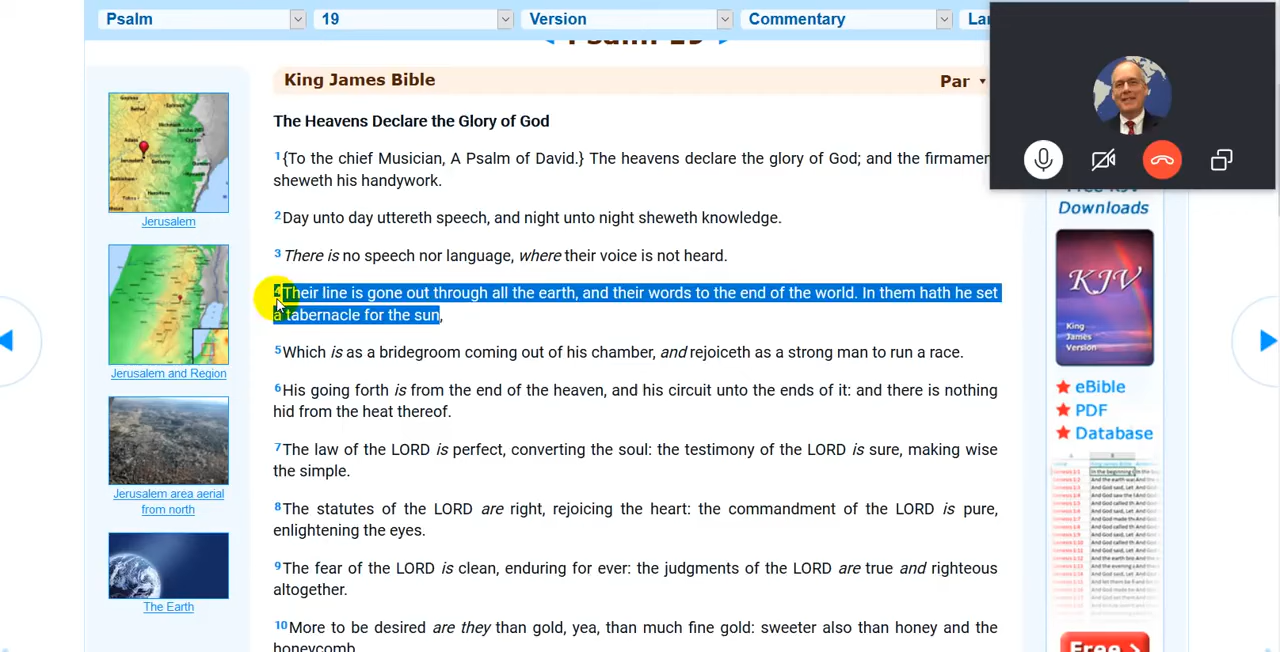 Psalm
19
Version
Commentary
Lar
King James Bible
Par
The Heavens Declare the Glory of God
1{To the chief Musician, A Psalm of David.} The heavens declare the glory of God; and the firmamen
sheweth his handywork.
2Day unto day uttereth speech, and night unto night sheweth knowledge.
3There is no speech nor language, where their voice is not heard.
4Their line is gone out through all the earth, and their words to the end of the world. In them hath he set
a tabernacle for the sun,
5Which is as a bridegroom coming out of his chamber, and rejoiceth as a strong man to run a race.
6His going forth is from the end of the heaven, and his circuit unto the ends of it: and there is nothing
hid from the heat thereof.
7The law of the LORD is perfect, converting the soul: the testimony of the LORD is sure, making wise
the simple.
8The statutes of the LORD are right, rejoicing the heart: the commandment of the LORD is pure,
enlightening the eyes.
9The fear of the LORD is clean, enduring for ever: the judgments of the LORD are true and righteous
altogether.
10More to be desired are they than gold, yea, than much fine gold: sweeter also than honey and the
honeycomb
Jerusalem
Jerusalem and Region
Jerusalem area aerial
from north
The Earth
Downloads
KJV
King
James
Version
eBible
PDF
Database
Free >